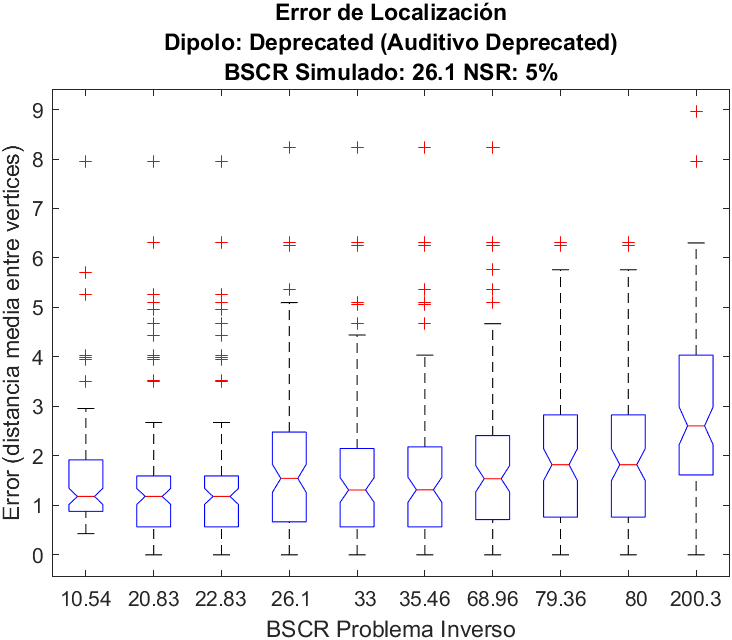 Error de Localización
Dipolo: Deprecated (Auditivo Deprecated)
BSCR Simulado: 26.1 NSR: 5%
Error (distancia media entre vertices)
9
8
7
6
5
4
3
2
1
0
10.54 20.83 22.83 26.1 33 35.46 68.96 79.36 80 200.3
BSCR Problema Inverso